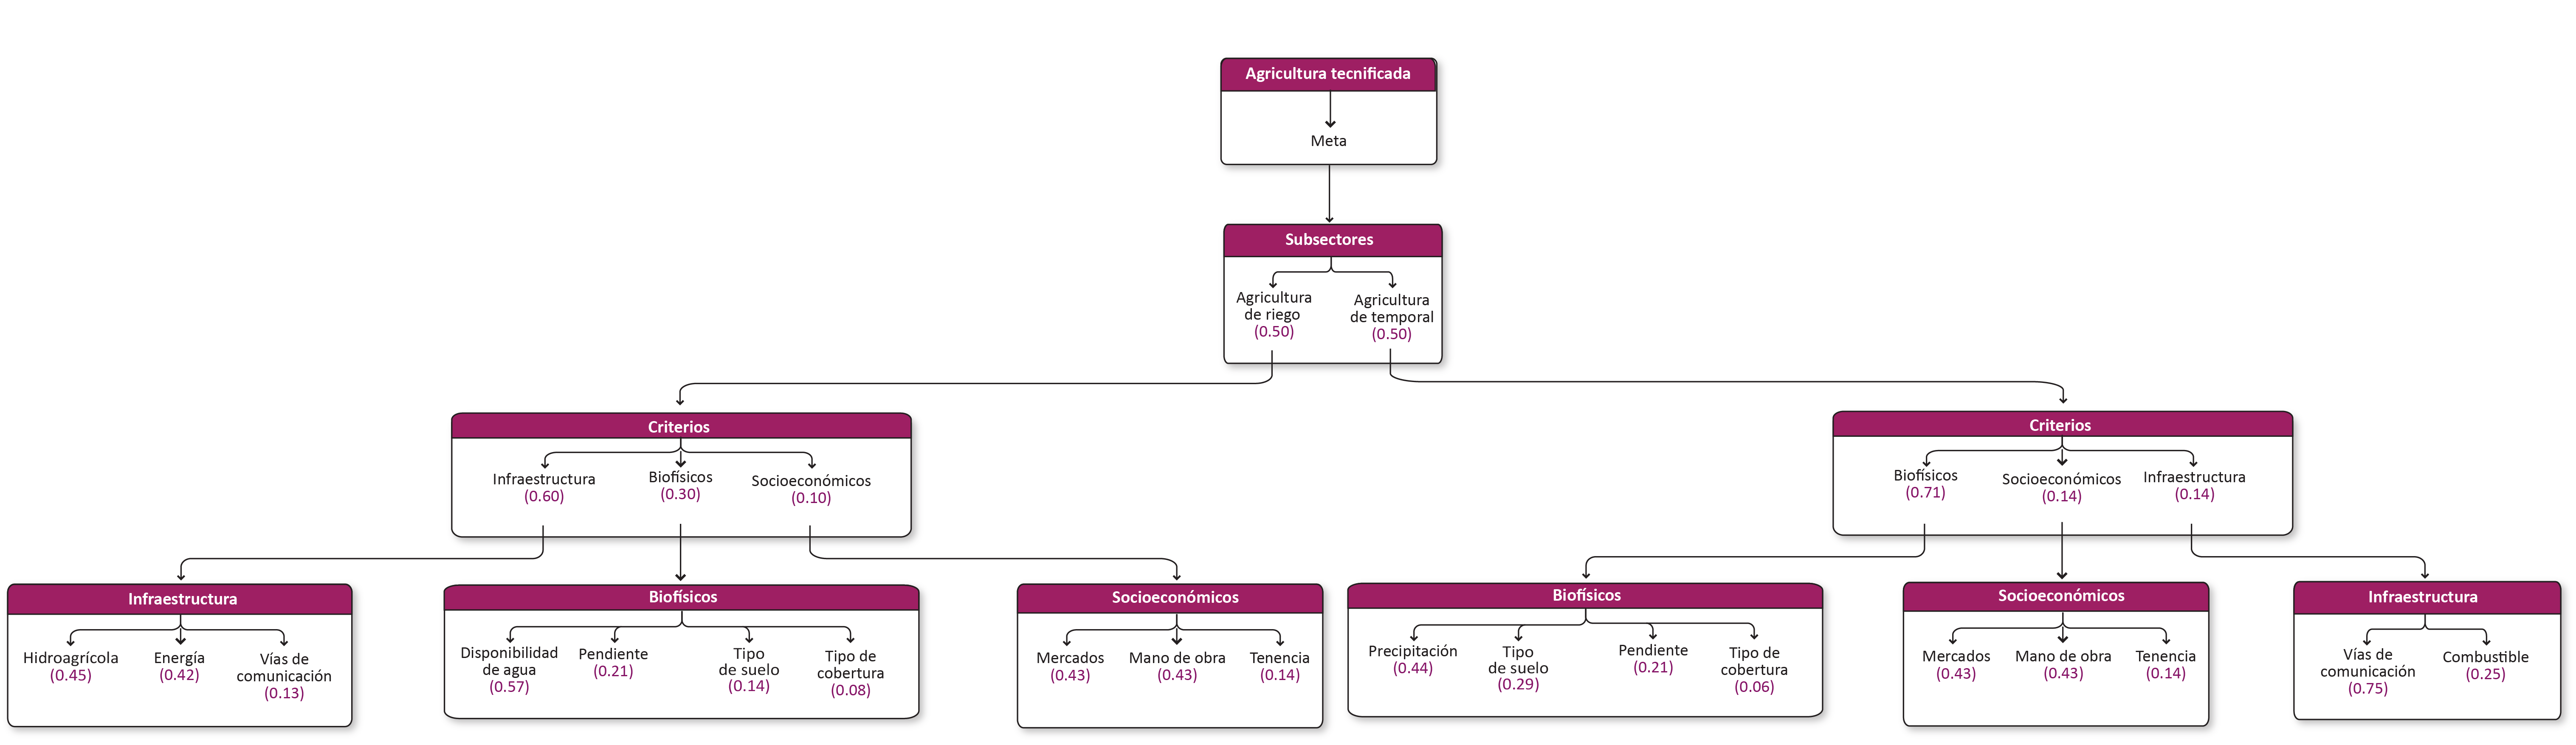 Agricultura tecnificada
Meta
Subsectores
Agricultura
de riego
(0.50)
Agricultura
de temporal
(0.50)
Criterios
Infraestructura
(0.60)
Biofísicos
(0.30)
Socioeconómicos
(0.10)
Criterios
Biofísicos
(0.71)
Socioeconómicos
(0.14)
Infraestructura
(0.14)
Infraestructura
Hidroagrícola
(0.45)
Energía
(0.42)
Vías de
comunicación
(0.13)
Biofísicos
Disponibilidad
de agua
(0.57)
Pendiente
(0.21)
Tipo
de suelo
(0.14)
Tipo de
cobertura
(0.08)
Socioeconómicos
Mercados
(0.43)
Mano de obra
(0.43)
Tenencia
(0.14)
Biofísicos
Precipitación
(0.44)
Tipo
de suelo
(0.29)
Pendiente
(0.21)
Tipo de
cobertura
(0.06)
Socioeconómicos
Mercados
(0.43)
Mano de obra
(0.43)
Tenencia
(0.14)
Infraestructura
Vías de
comunicación
(0.75)
Combustible
(0.25)